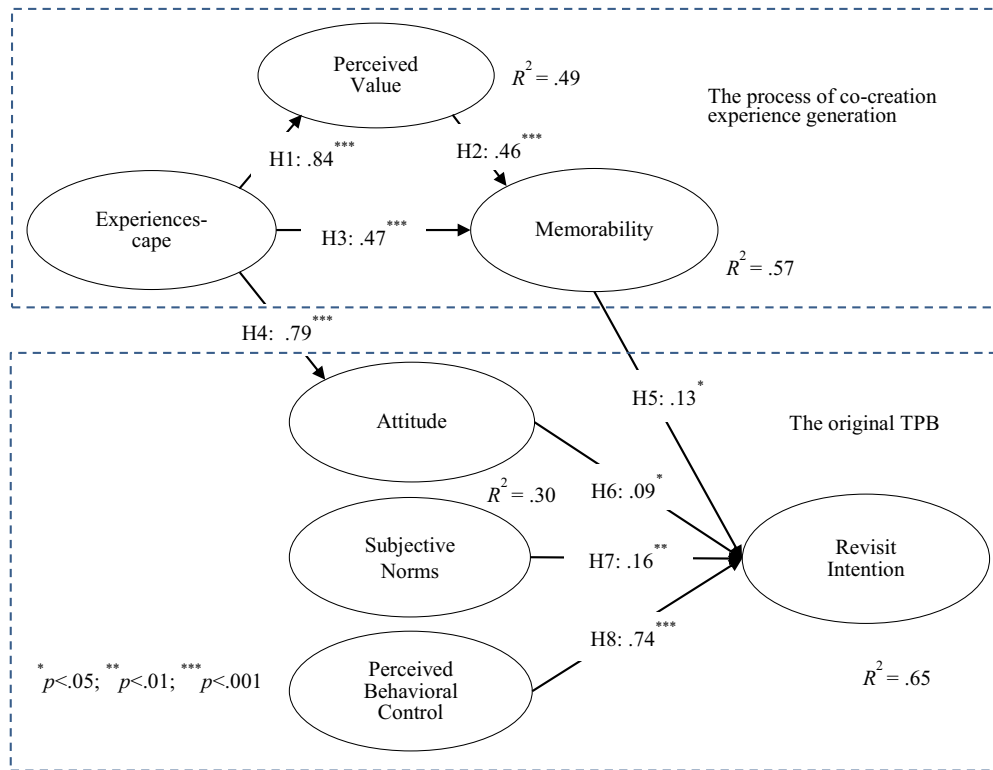 Perceived
Value
R² = .49
The process of co-creation
experience generation
H1: .84***
H2: .46***
Experiences-
cape
H3: .47***
Memorability
R² = .57
H4: .79***
H5: .13*
Attitude
The original TPB
R² = .30
H6: .09*
Subjective
Norms
H7: .16**
Revisit
Intention
H8: .74***
Perceived
Behavioral
Control
*p<.05; **p<.01; ***p<.001
R² = .65